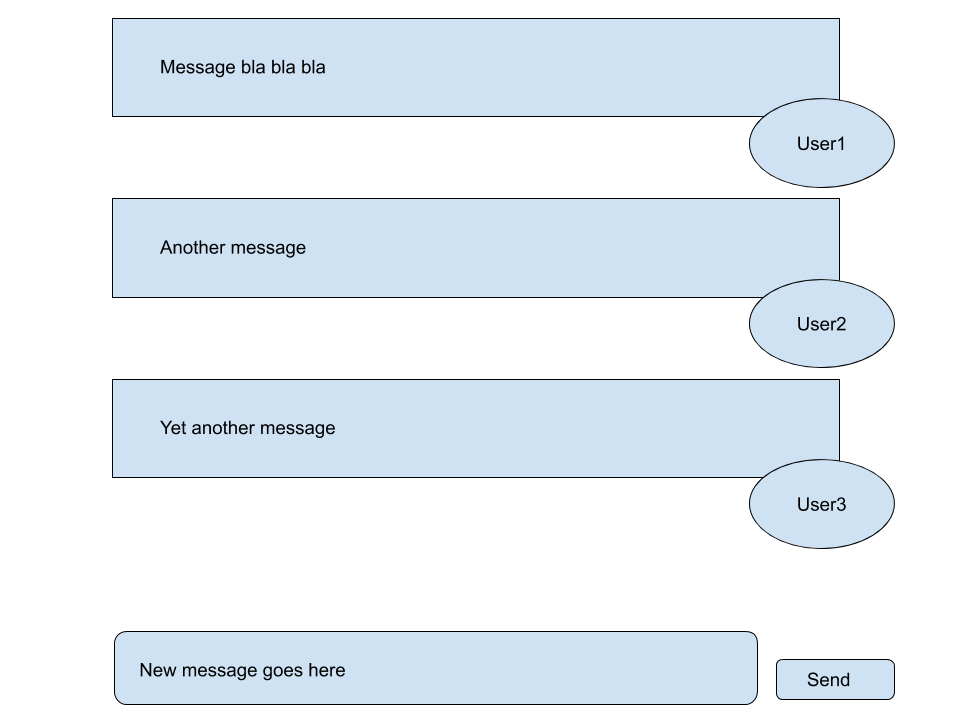 Message bla bla bla
User1
Another message
User2
Yet another message
User3
New message goes here
Send